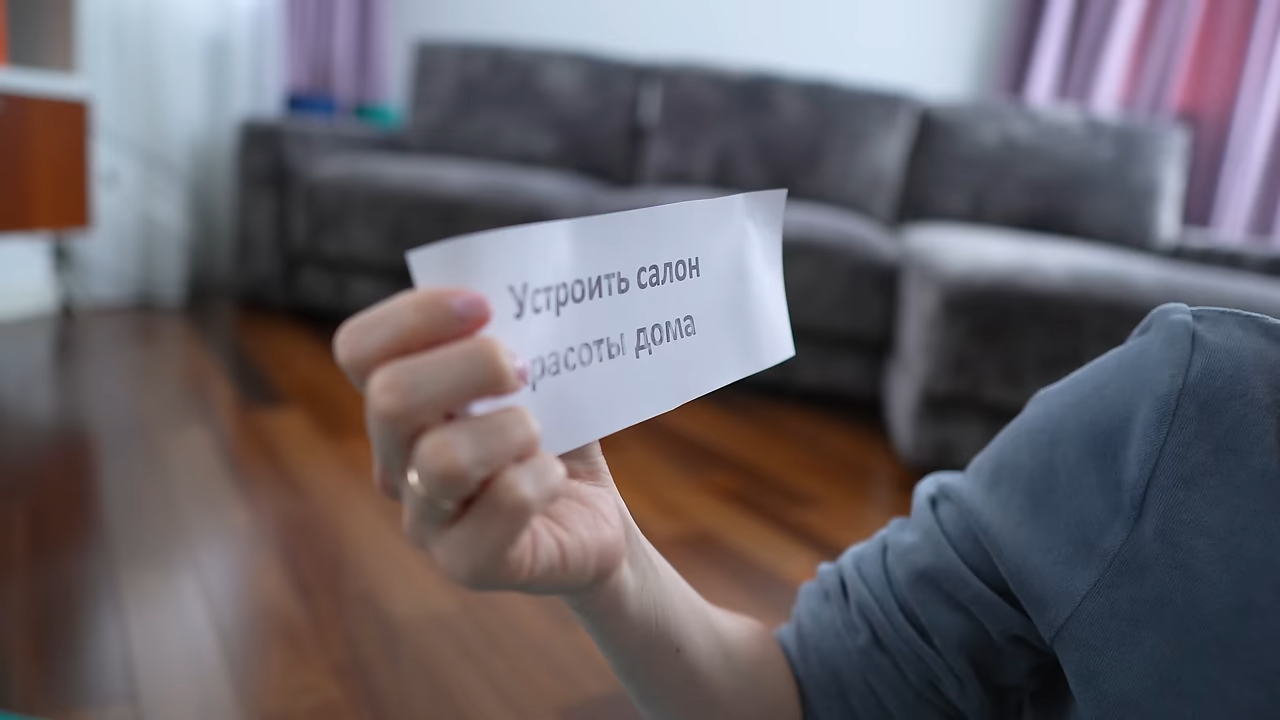 Устроить салон
красоты дома